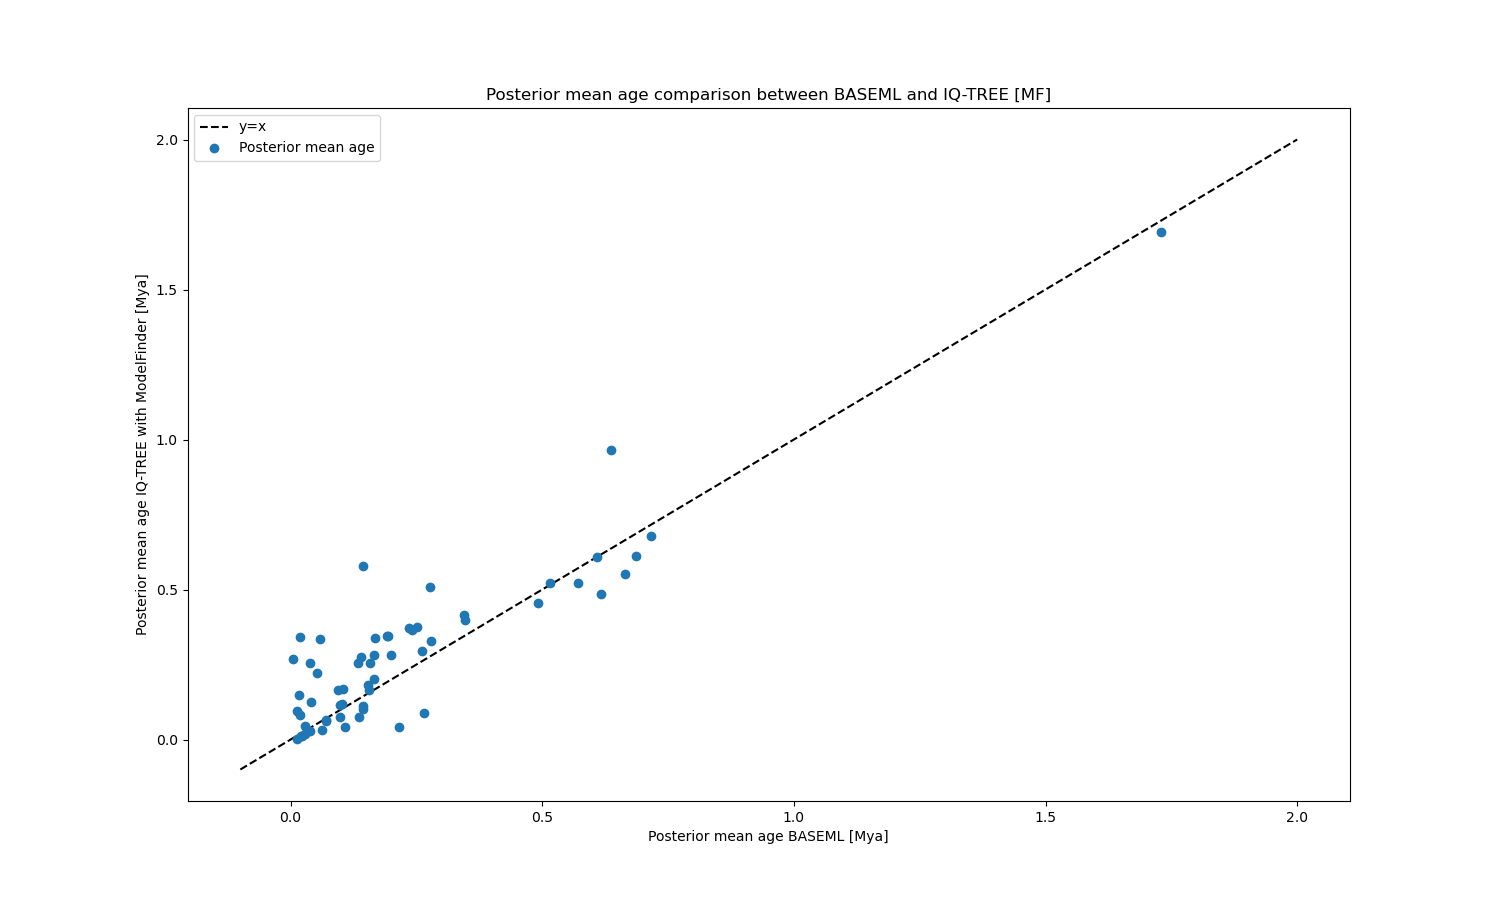 Posterior mean age comparison between BASEML and IQ-TREE [MF]
y=x
Posterior mean age
Posterior mean age IQ-TREE with ModelFinder [Mya]
2.0
1.5
1.0
0.5
0.0
0.0 0.5 1.0 1.5 2.0
Posterior mean age BASEML [Mya]